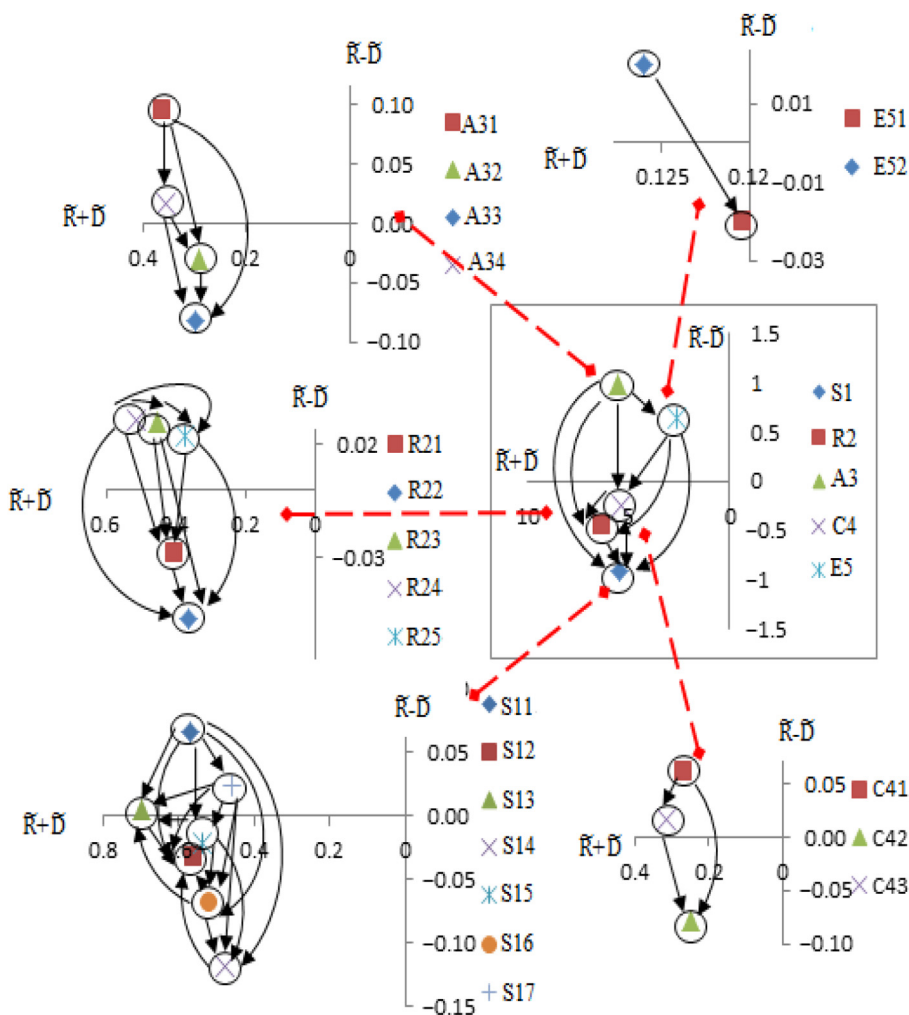 R̃-D̃
0.10
0.05
0.00
−0.05
−0.10
R̃+D̃
0.4
0.2
0
A31
A32
A33
A34
R̃-D̃
0.01
−0.01
−0.03
R̃+D̃
0.125
0.12
E51
E52
R̃-D̃
1.5
1
0.5
0
−0.5
−1
−1.5
R̃+D̃
10
5
0
S1
R2
A3
C4
E5
R̃-D̃
0.02
−0.03
R̃+D̃
0.6
0.4
0.2
0
R21
R22
R23
R24
R25
R̃-D̃
0.05
0.00
−0.05
−0.10
−0.15
R̃+D̃
0.8
0.6
0.4
0.2
0
S11
S12
S13
S14
S15
S16
S17
R̃-D̃
0.05
0.00
−0.05
−0.10
R̃+D̃
0.4
0.2
0
C41
C42
C43